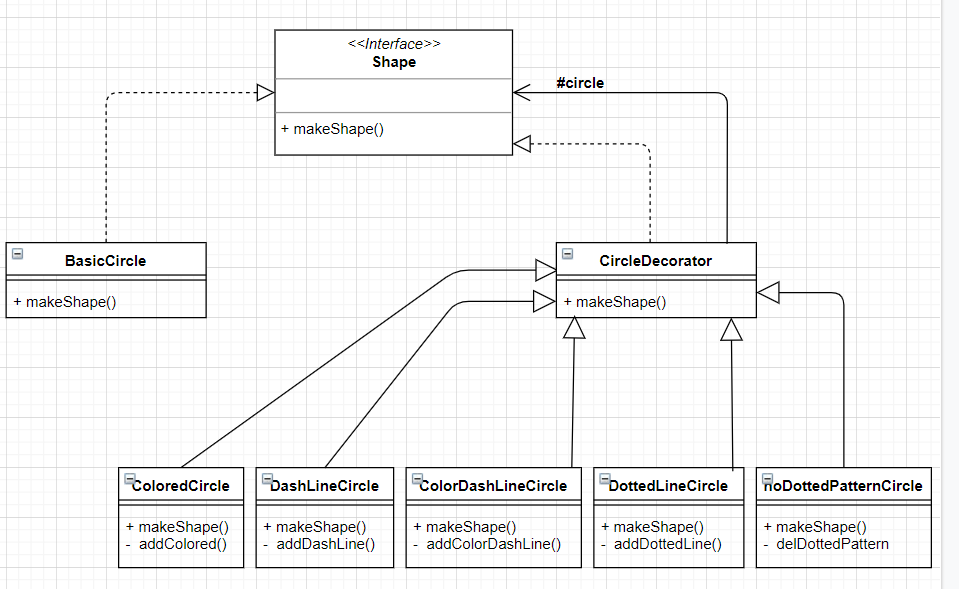 <<Interface>>
Shape
#circle
+ makeShape()
BasicCircle
+ makeShape()
CircleDecorator
+ makeShape()
ColoredCircle
+ makeShape()
- addColored()
DashLineCircle
+ makeShape()
- addDashLine()
ColorDashLineCircle
+ makeShape()
- addColorDashLine()
DottedLineCircle
+ makeShape()
- addDottedLine()
noDottedPatternCircle
+ makeShape()
- delDottedPattern